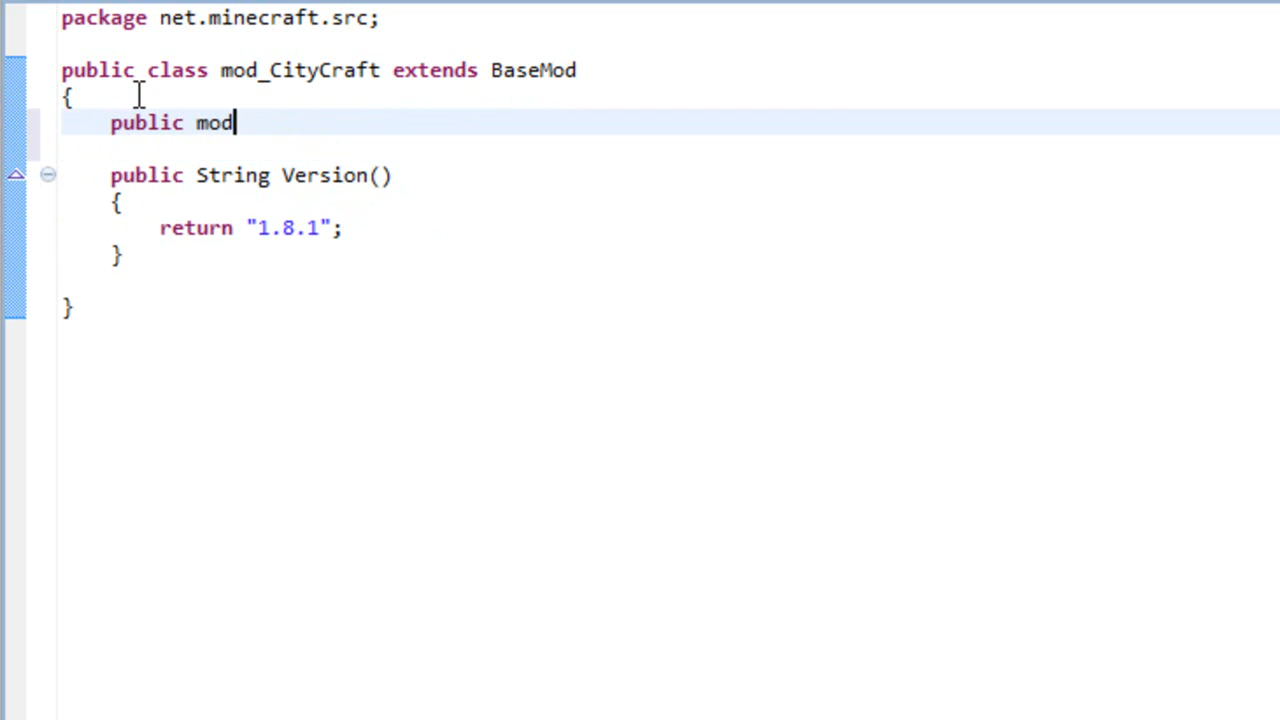 package net.minecraft.src;
public class mod_CityCraft extends BaseMod
{
public mod
public String Version()
{
return "1.8.1";
}
}